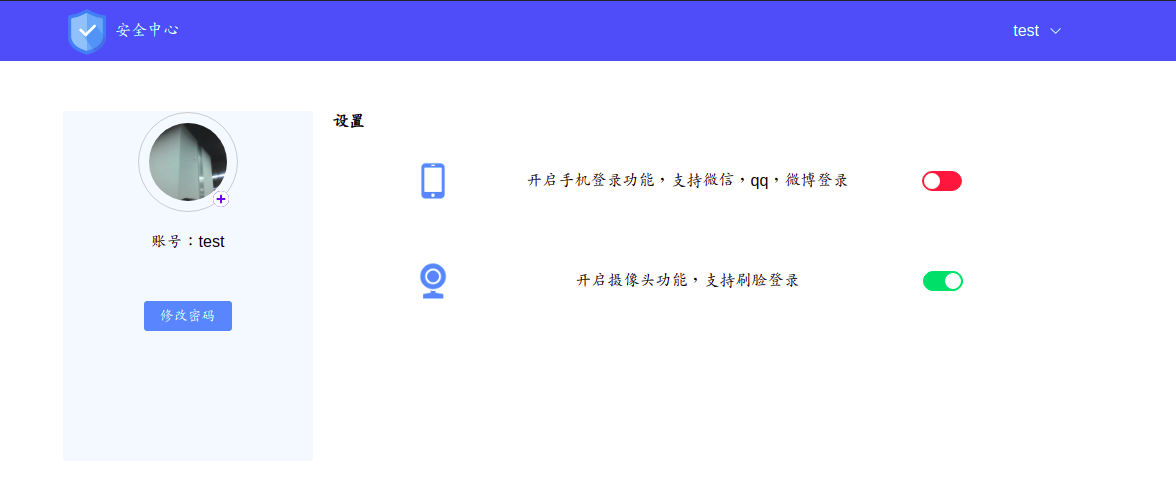 安全中心
test
账号：test
修改密码
设置
开启手机登录功能，支持微信，qq，微博登录
开启摄像头功能，支持刷脸登录